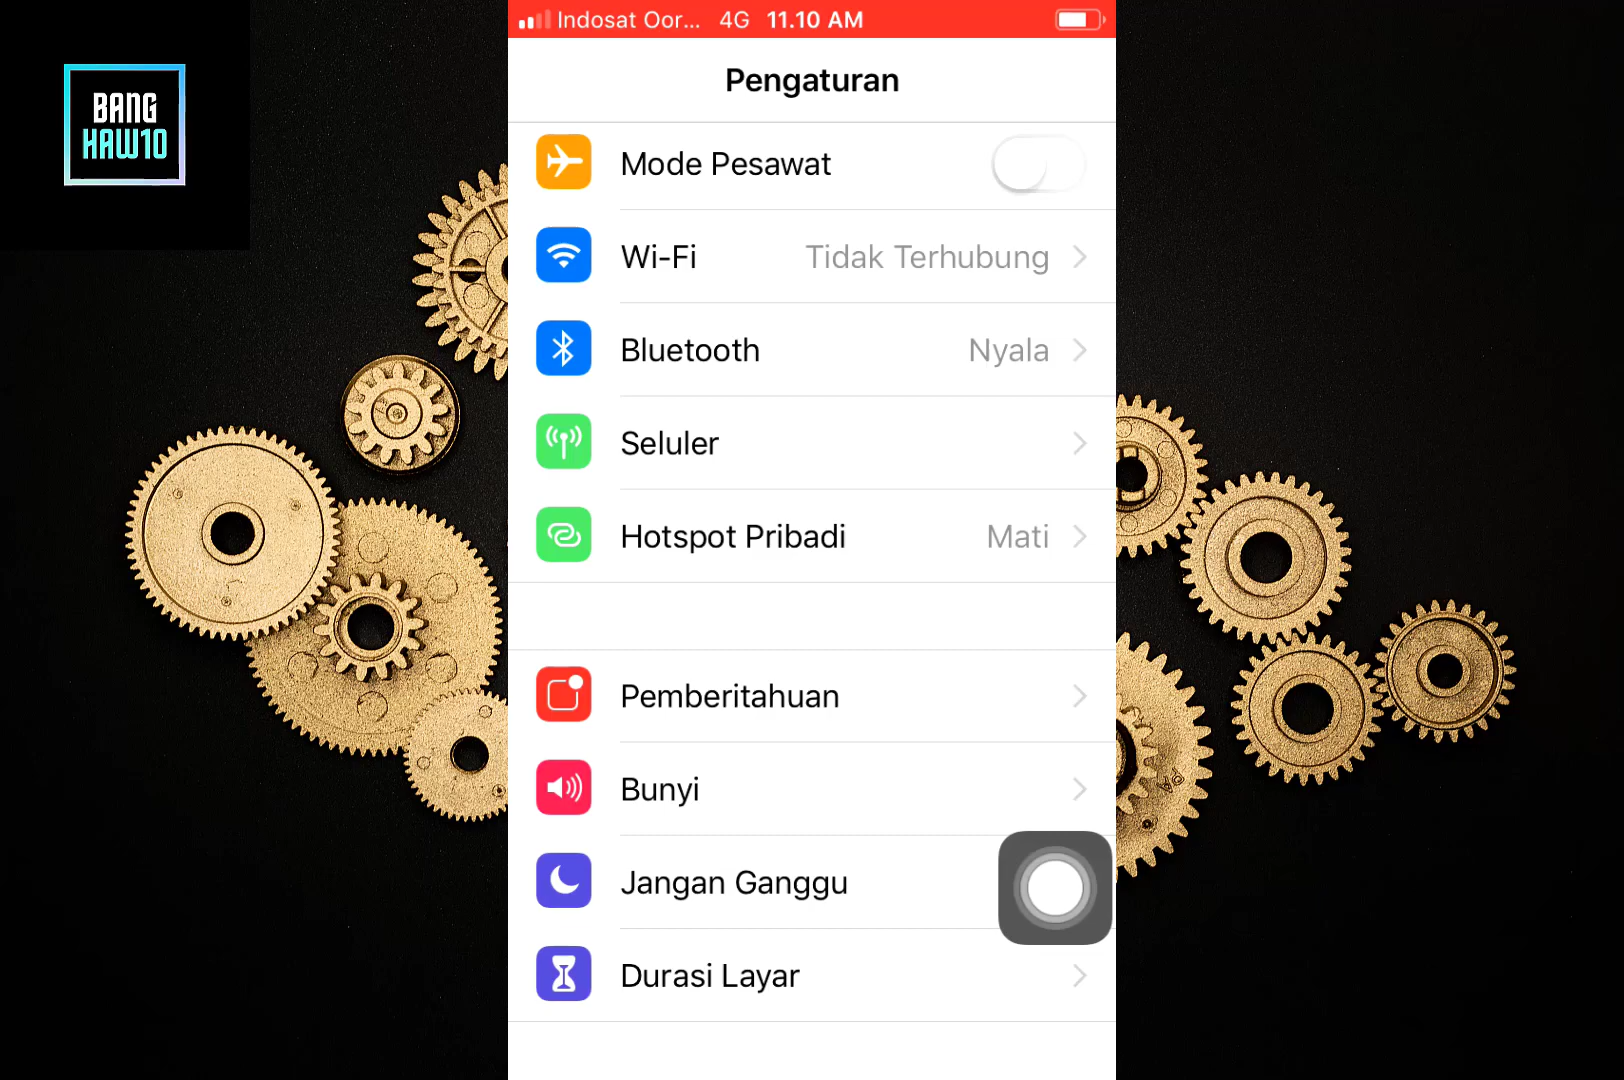 BANG
HAW10
Indosat Oor... 4G 11.10 AM
Pengaturan
Mode Pesawat
Wi-Fi Tidak Terhubung
Bluetooth Nyala
Seluler
Hotspot Pribadi Mati
Pemberitahuan
Bunyi
Jangan Ganggu
Durasi Layar